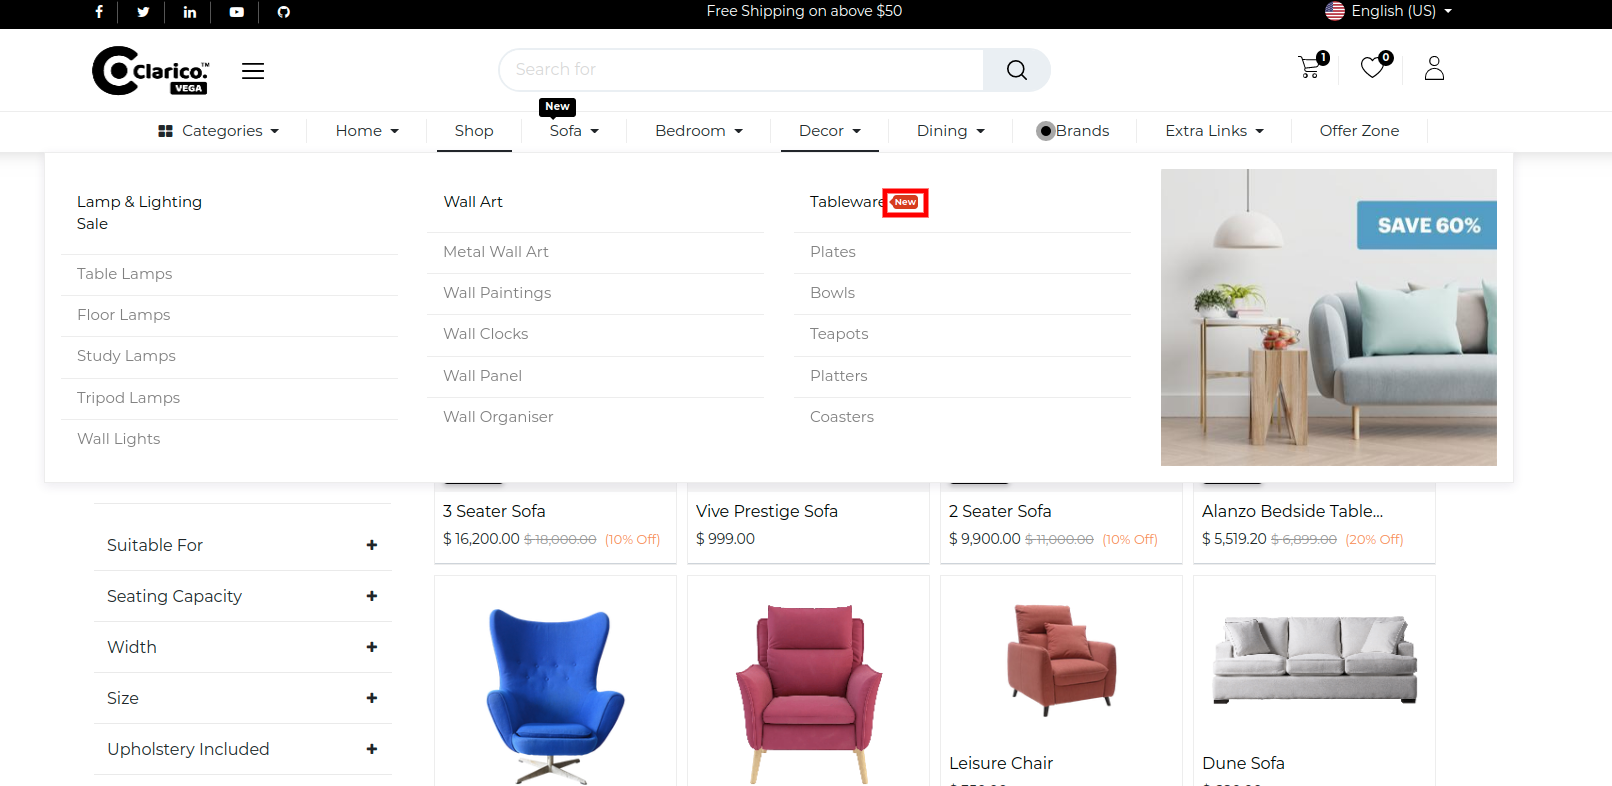 Free Shipping on above $50
English (US)
Clarico.™
VEGA
Search for
1
0
New
Categories
Home
Shop
Sofa
Bedroom
Decor
Dining
Brands
Extra Links
Offer Zone
Lamp & Lighting
Sale
Table Lamps
Floor Lamps
Study Lamps
Tripod Lamps
Wall Lights
Wall Art
Metal Wall Art
Wall Paintings
Wall Clocks
Wall Panel
Wall Organiser
Tableware New
Plates
Bowls
Teapots
Platters
Coasters
SAVE 60%
Suitable For
Seating Capacity
Width
Size
Upholstery Included
3 Seater Sofa
$ 16,200.00 $ 18,000.00 (10% Off)
Vive Prestige Sofa
$ 999.00
2 Seater Sofa
$ 9,900.00 $ 11,000.00 (10% Off)
Alanzo Bedside Table...
$ 5,519.20 $ 6,899.00 (20% Off)
Leisure Chair
Dune Sofa